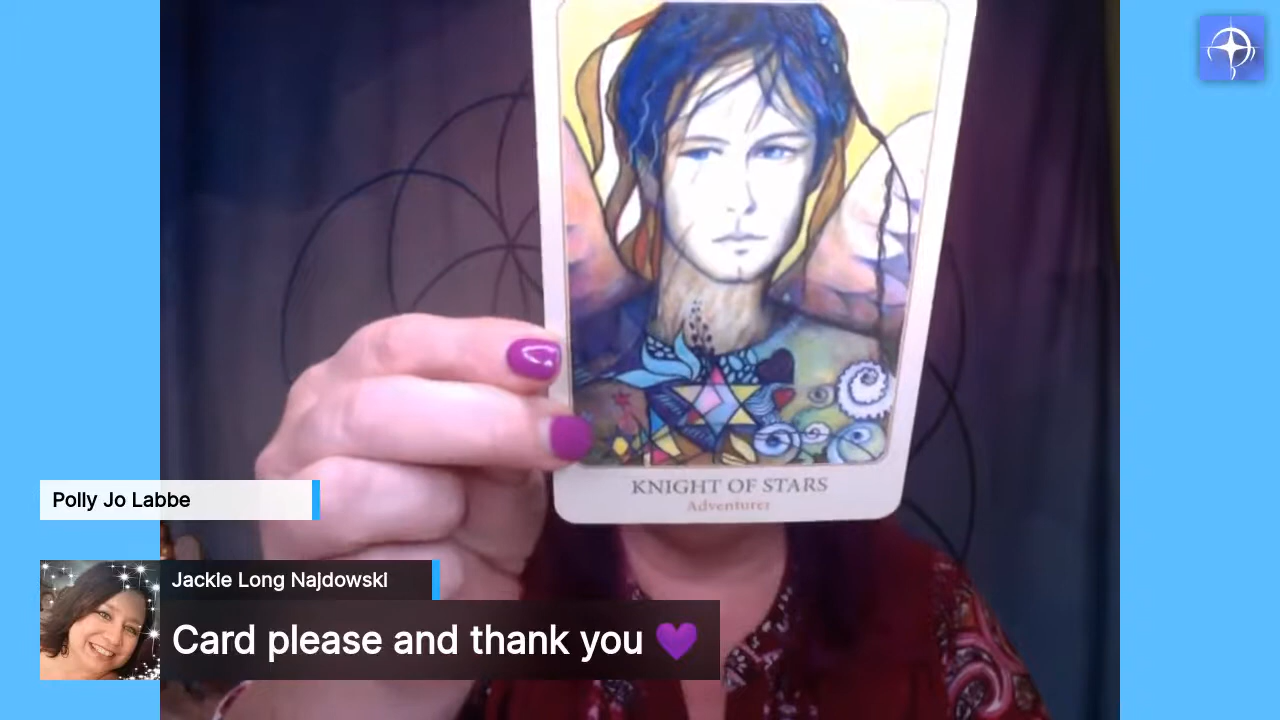 KNIGHT OF STARS
Adventurer
Polly Jo Labbe
Jackie Long Najdowski
Card please and thank you 💜